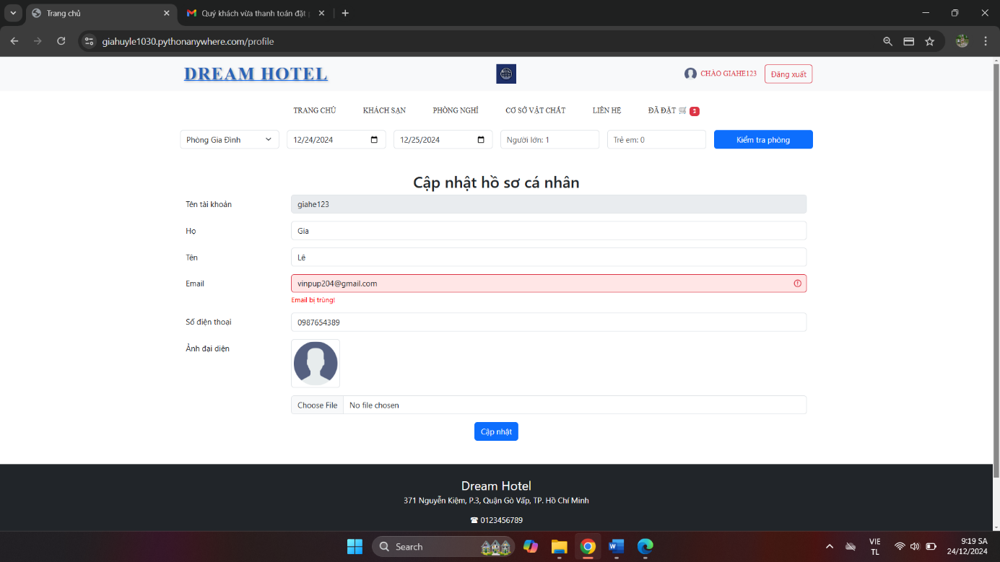 Trang chủ
Quý khách vừa thanh toán đặt
giahuyle1030.pythonanywhere.com/profile
DREAM HOTEL
CHÀO GIAHE123
Đăng xuất
TRANG CHỦ
KHÁCH SẠN
PHÒNG NGHỈ
CƠ SỞ VẬT CHẤT
LIÊN HỆ
ĐÃ ĐẶT 🛒 2
Phòng Gia Đình
12/24/2024
12/25/2024
Người lớn: 1
Trẻ em: 0
Kiểm tra phòng
Cập nhật hồ sơ cá nhân
Tên tài khoản
giahe123
Họ
Gia
Tên
Lê
Email
vinpup204@gmail.com
Email bị trùng!
Số điện thoại
0987654389
Ảnh đại diện
Choose File No file chosen
Cập nhật
Dream Hotel
371 Nguyễn Kiệm, P.3, Quận Gò Vấp, TP. Hồ Chí Minh
☎ 0123456789
Search
VIE
TL
9:19 SA
24/12/2024